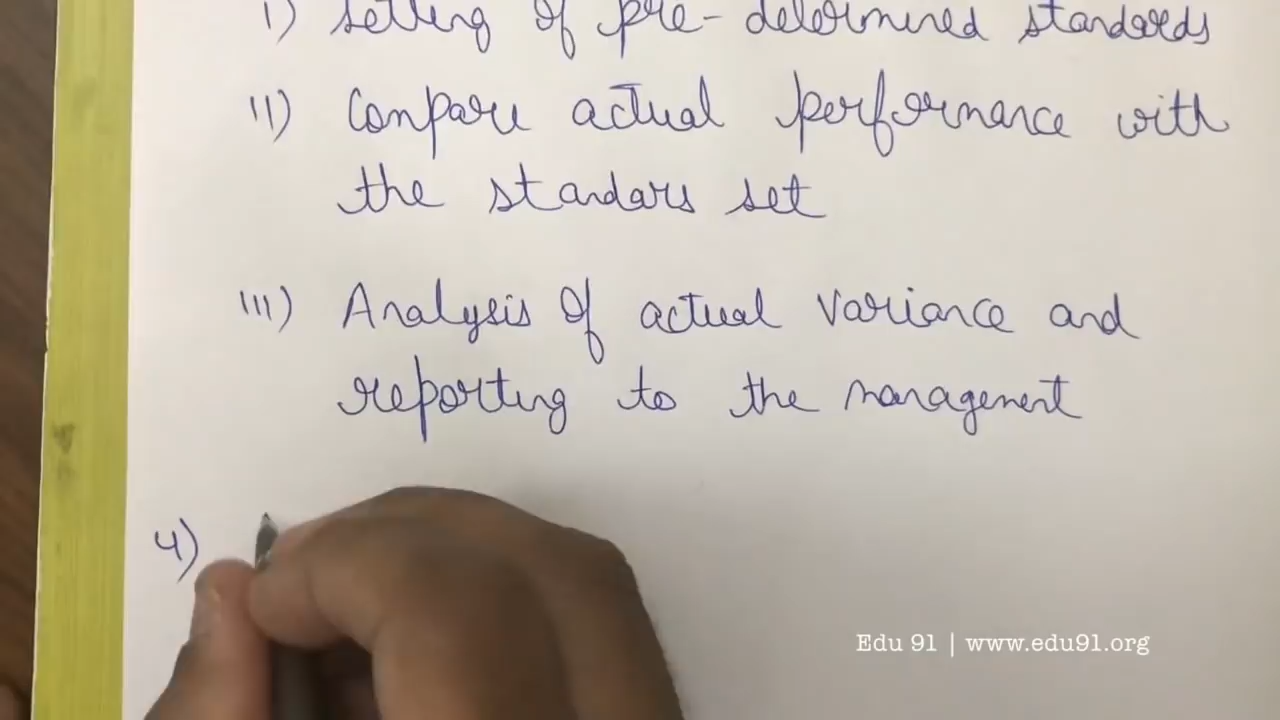 i) Setting of pre-determined standards
ii) Compare actual performance with
the standars set
iii) Analysis of actual variance and
reporting to the management
4)
Edu 91 | www.edu91.org